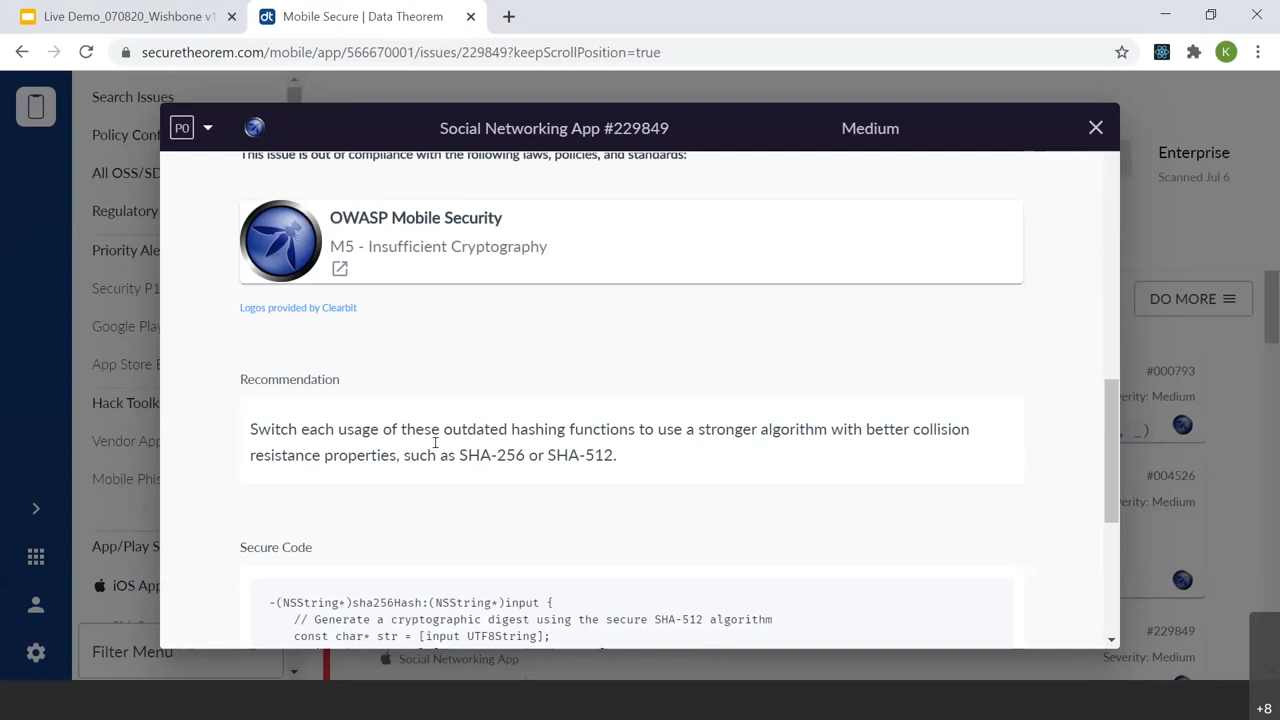 Live Demo_070820_Wishbone v1
Mobile Secure | Data Theorem
securetheorem.com/mobile/app/566670001/issues/229849?keepScrollPosition=true
K
Search Issues
Policy Conf
All OSS/SE
Regulatory
Priority Ale
Security P1
Google Play
App Store E
Hack Toolk
Vendor App
Mobile Phis
App/Play S
iOS App
Filter Menu
P0
Social Networking App #229849
Medium
This issue is out of compliance with the following laws, policies, and standards:
OWASP Mobile Security
M5 - Insufficient Cryptography
Logos provided by Clearbit
Recommendation
Switch each usage of these outdated hashing functions to use a stronger algorithm with better collision
resistance properties, such as SHA-256 or SHA-512.
Secure Code
-(NSString*)sha256Hash:(NSString*)input {
// Generate a cryptographic digest using the secure SHA-512 algorithm
const char* str = [input UTF8String];
Social Networking App
Enterprise
Scanned Jul 6
DO MORE
#000793
erity: Medium
, _ )
#004526
erity: Medium
#229849
Severity: Medium
+8